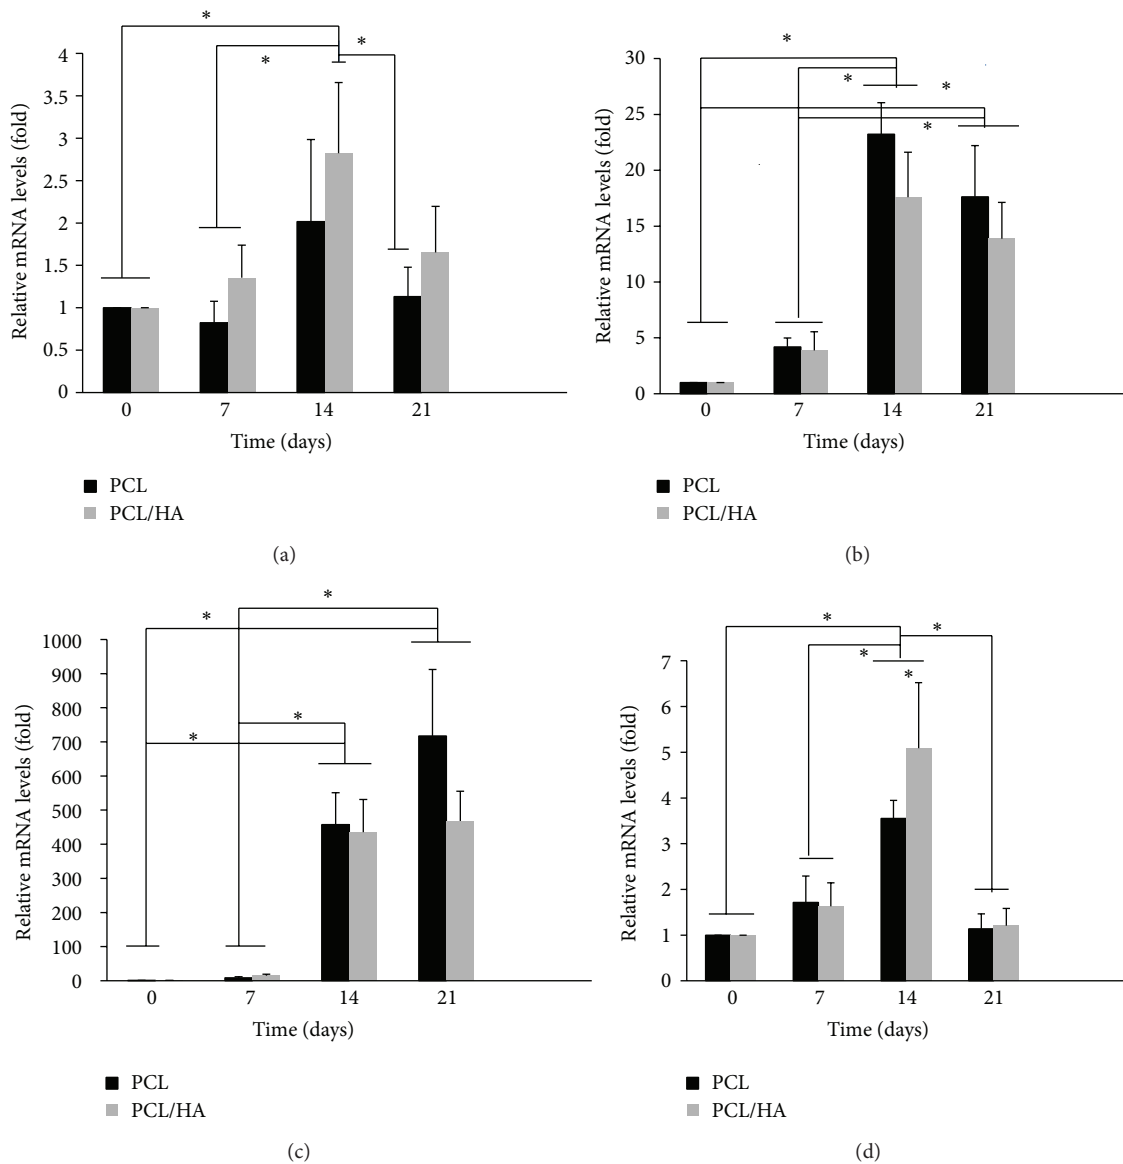 *
*
*
4
3.5
3
2.5
2
1.5
1
0.5
0
Relative mRNA levels (fold)
0 7 14 21
Time (days)
PCL
PCL/HA
(a)
*
*
*
*
30
25
20
15
10
5
0
Relative mRNA levels (fold)
0 7 14 21
Time (days)
PCL
PCL/HA
(b)
*
*
*
*
1000
900
800
700
600
500
400
300
200
100
0
Relative mRNA levels (fold)
0 7 14 21
Time (days)
PCL
PCL/HA
(c)
*
*
*
*
7
6
5
4
3
2
1
0
Relative mRNA levels (fold)
0 7 14 21
Time (days)
PCL
PCL/HA
(d)